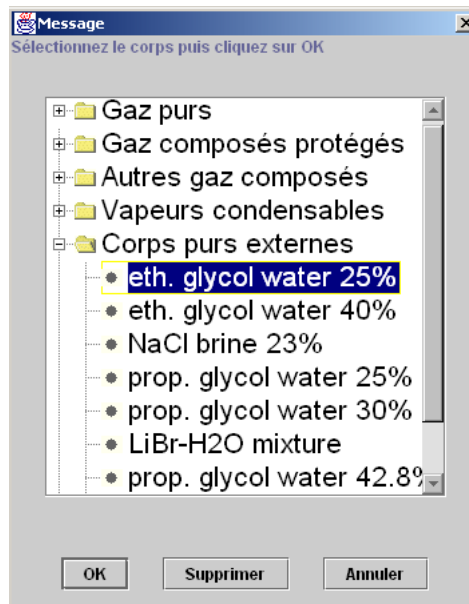 Message
Sélectionnez le corps puis cliquez sur OK
Gaz purs
Gaz composés protégés
Autres gaz composés
Vapeurs condensables
Corps purs externes
eth. glycol water 25%
eth. glycol water 40%
NaCl brine 23%
prop. glycol water 25%
prop. glycol water 30%
LiBr-H2O mixture
prop. glycol water 42.8%
OK Supprimer Annuler